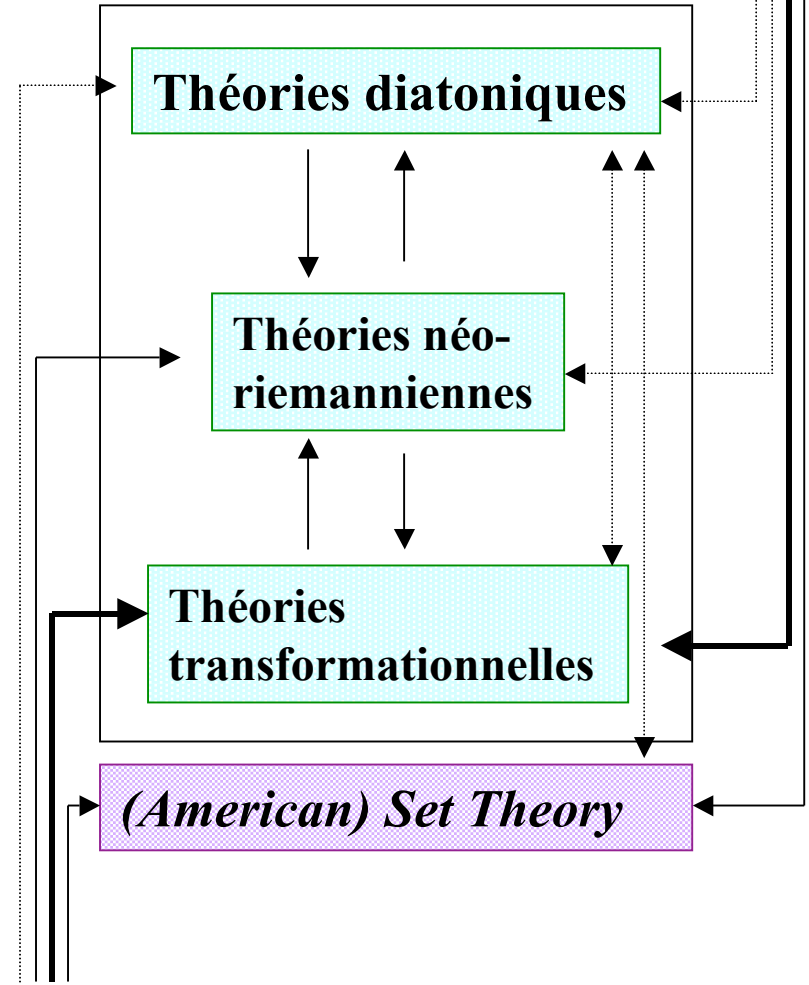 Théories diatoniques
Théories néo-
riemanniennes
Théories
transformationnelles
(American) Set Theory